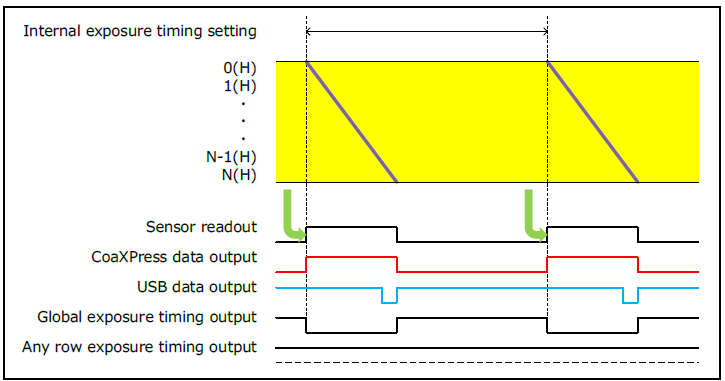 Internal exposure timing setting
0(H)
1(H)
・
・
・
N-1(H)
N(H)
Sensor readout
CoaXPress data output
USB data output
Global exposure timing output
Any row exposure timing output